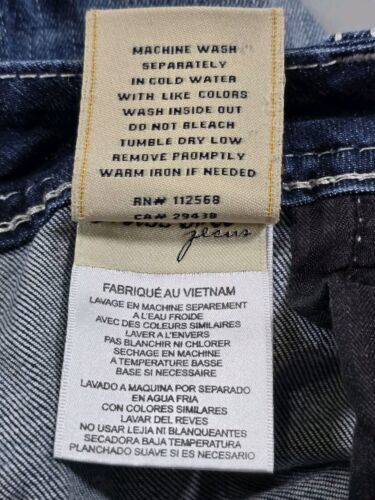 MACHINE WASH
SEPARATELY
IN COLD WATER
WITH LIKE COLORS
WASH INSIDE OUT
DO NOT BLEACH
TUMBLE DRY LOW
REMOVE PROMPTLY
WARM IRON IF NEEDED
RN# 112568
CA# 29438
jesus
FABRIQUÉ AU VIETNAM
LAVAGE EN MACHINE SEPAREMENT
A L'EAU FROIDE
AVEC DES COULEURS SIMILAIRES
LAVER A L'ENVERS
PAS BLANCHIR NI CHLORER
SECHAGE EN MACHINE
A TEMPERATURE BASSE
BASE SI NECESSAIRE
LAVADO A MAQUINA POR SEPARADO
EN AGUA FRIA
CON COLORES SIMILARES
LAVAR DEL REVES
NO USAR LEJIA NI BLANQUEANTES
SECADORA BAJA TEMPERATURA
PLANCHADO SUAVE SI ES NECESARIO